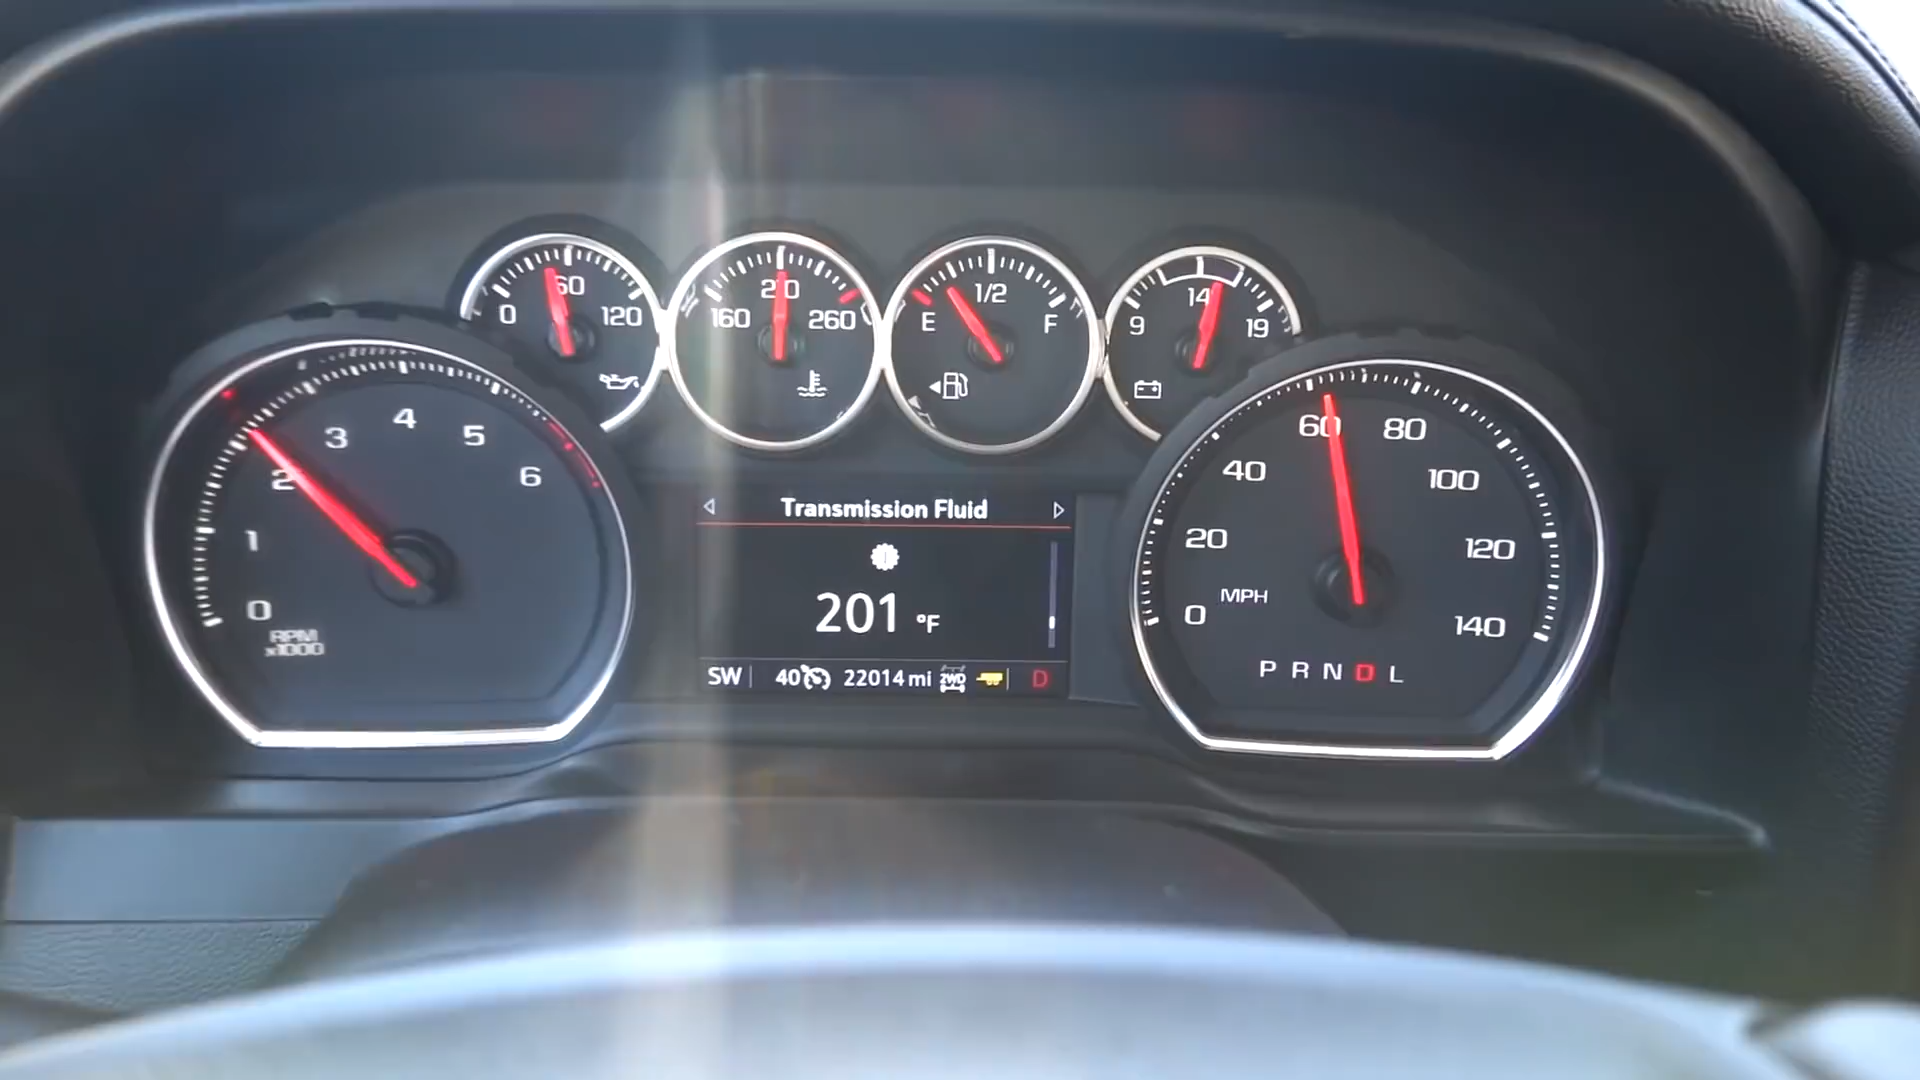 0 60 120
160 210 260
E 1/2 F
9 14 19
0 1 2 3 4 5 6
RPM
x1000
Transmission Fluid
201 °F
SW 40 22014 mi 2WD D
0 20 40 60 80 100 120 140
MPH
P R N D L